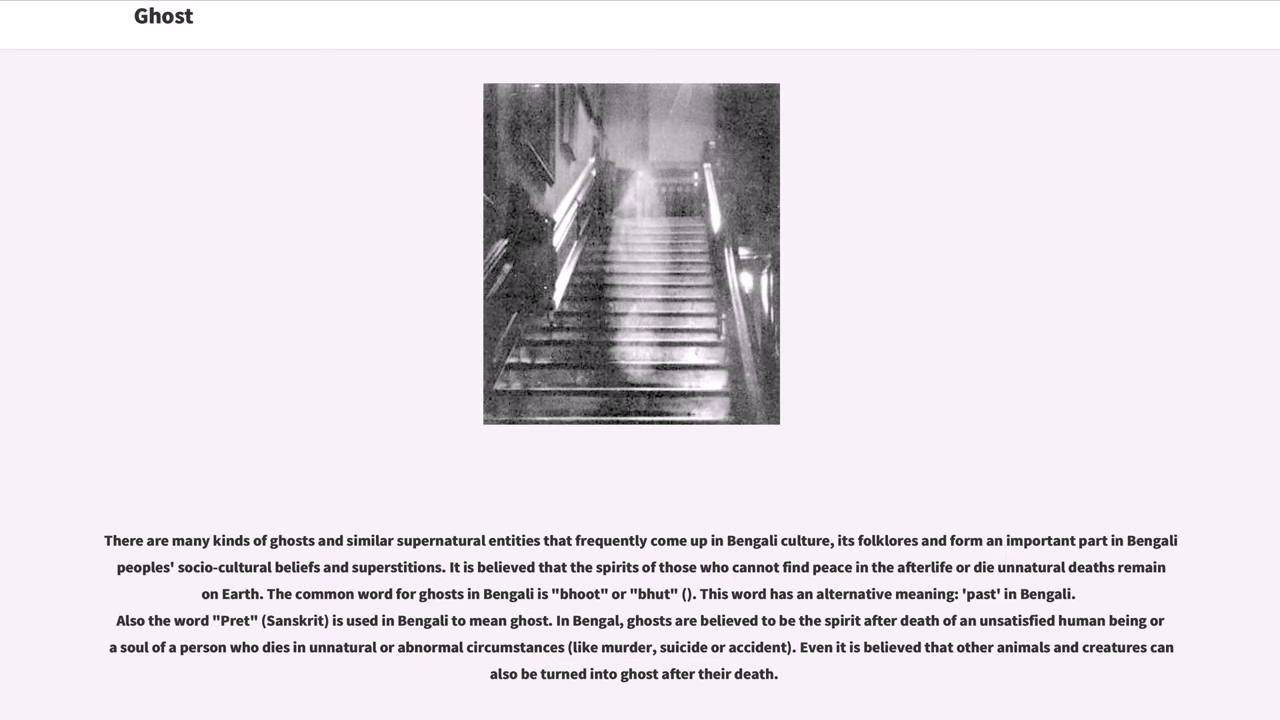 Ghost
There are many kinds of ghosts and similar supernatural entities that frequently come up in Bengali culture, its folklores and form an important part in Bengali
peoples' socio-cultural beliefs and superstitions. It is believed that the spirits of those who cannot find peace in the afterlife or die unnatural deaths remain
on Earth. The common word for ghosts in Bengali is "bhoot" or "bhut" (). This word has an alternative meaning: 'past' in Bengali.
Also the word "Pret" (Sanskrit) is used in Bengali to mean ghost. In Bengal, ghosts are believed to be the spirit after death of an unsatisfied human being or
a soul of a person who dies in unnatural or abnormal circumstances (like murder, suicide or accident). Even it is believed that other animals and creatures can
also be turned into ghost after their death.